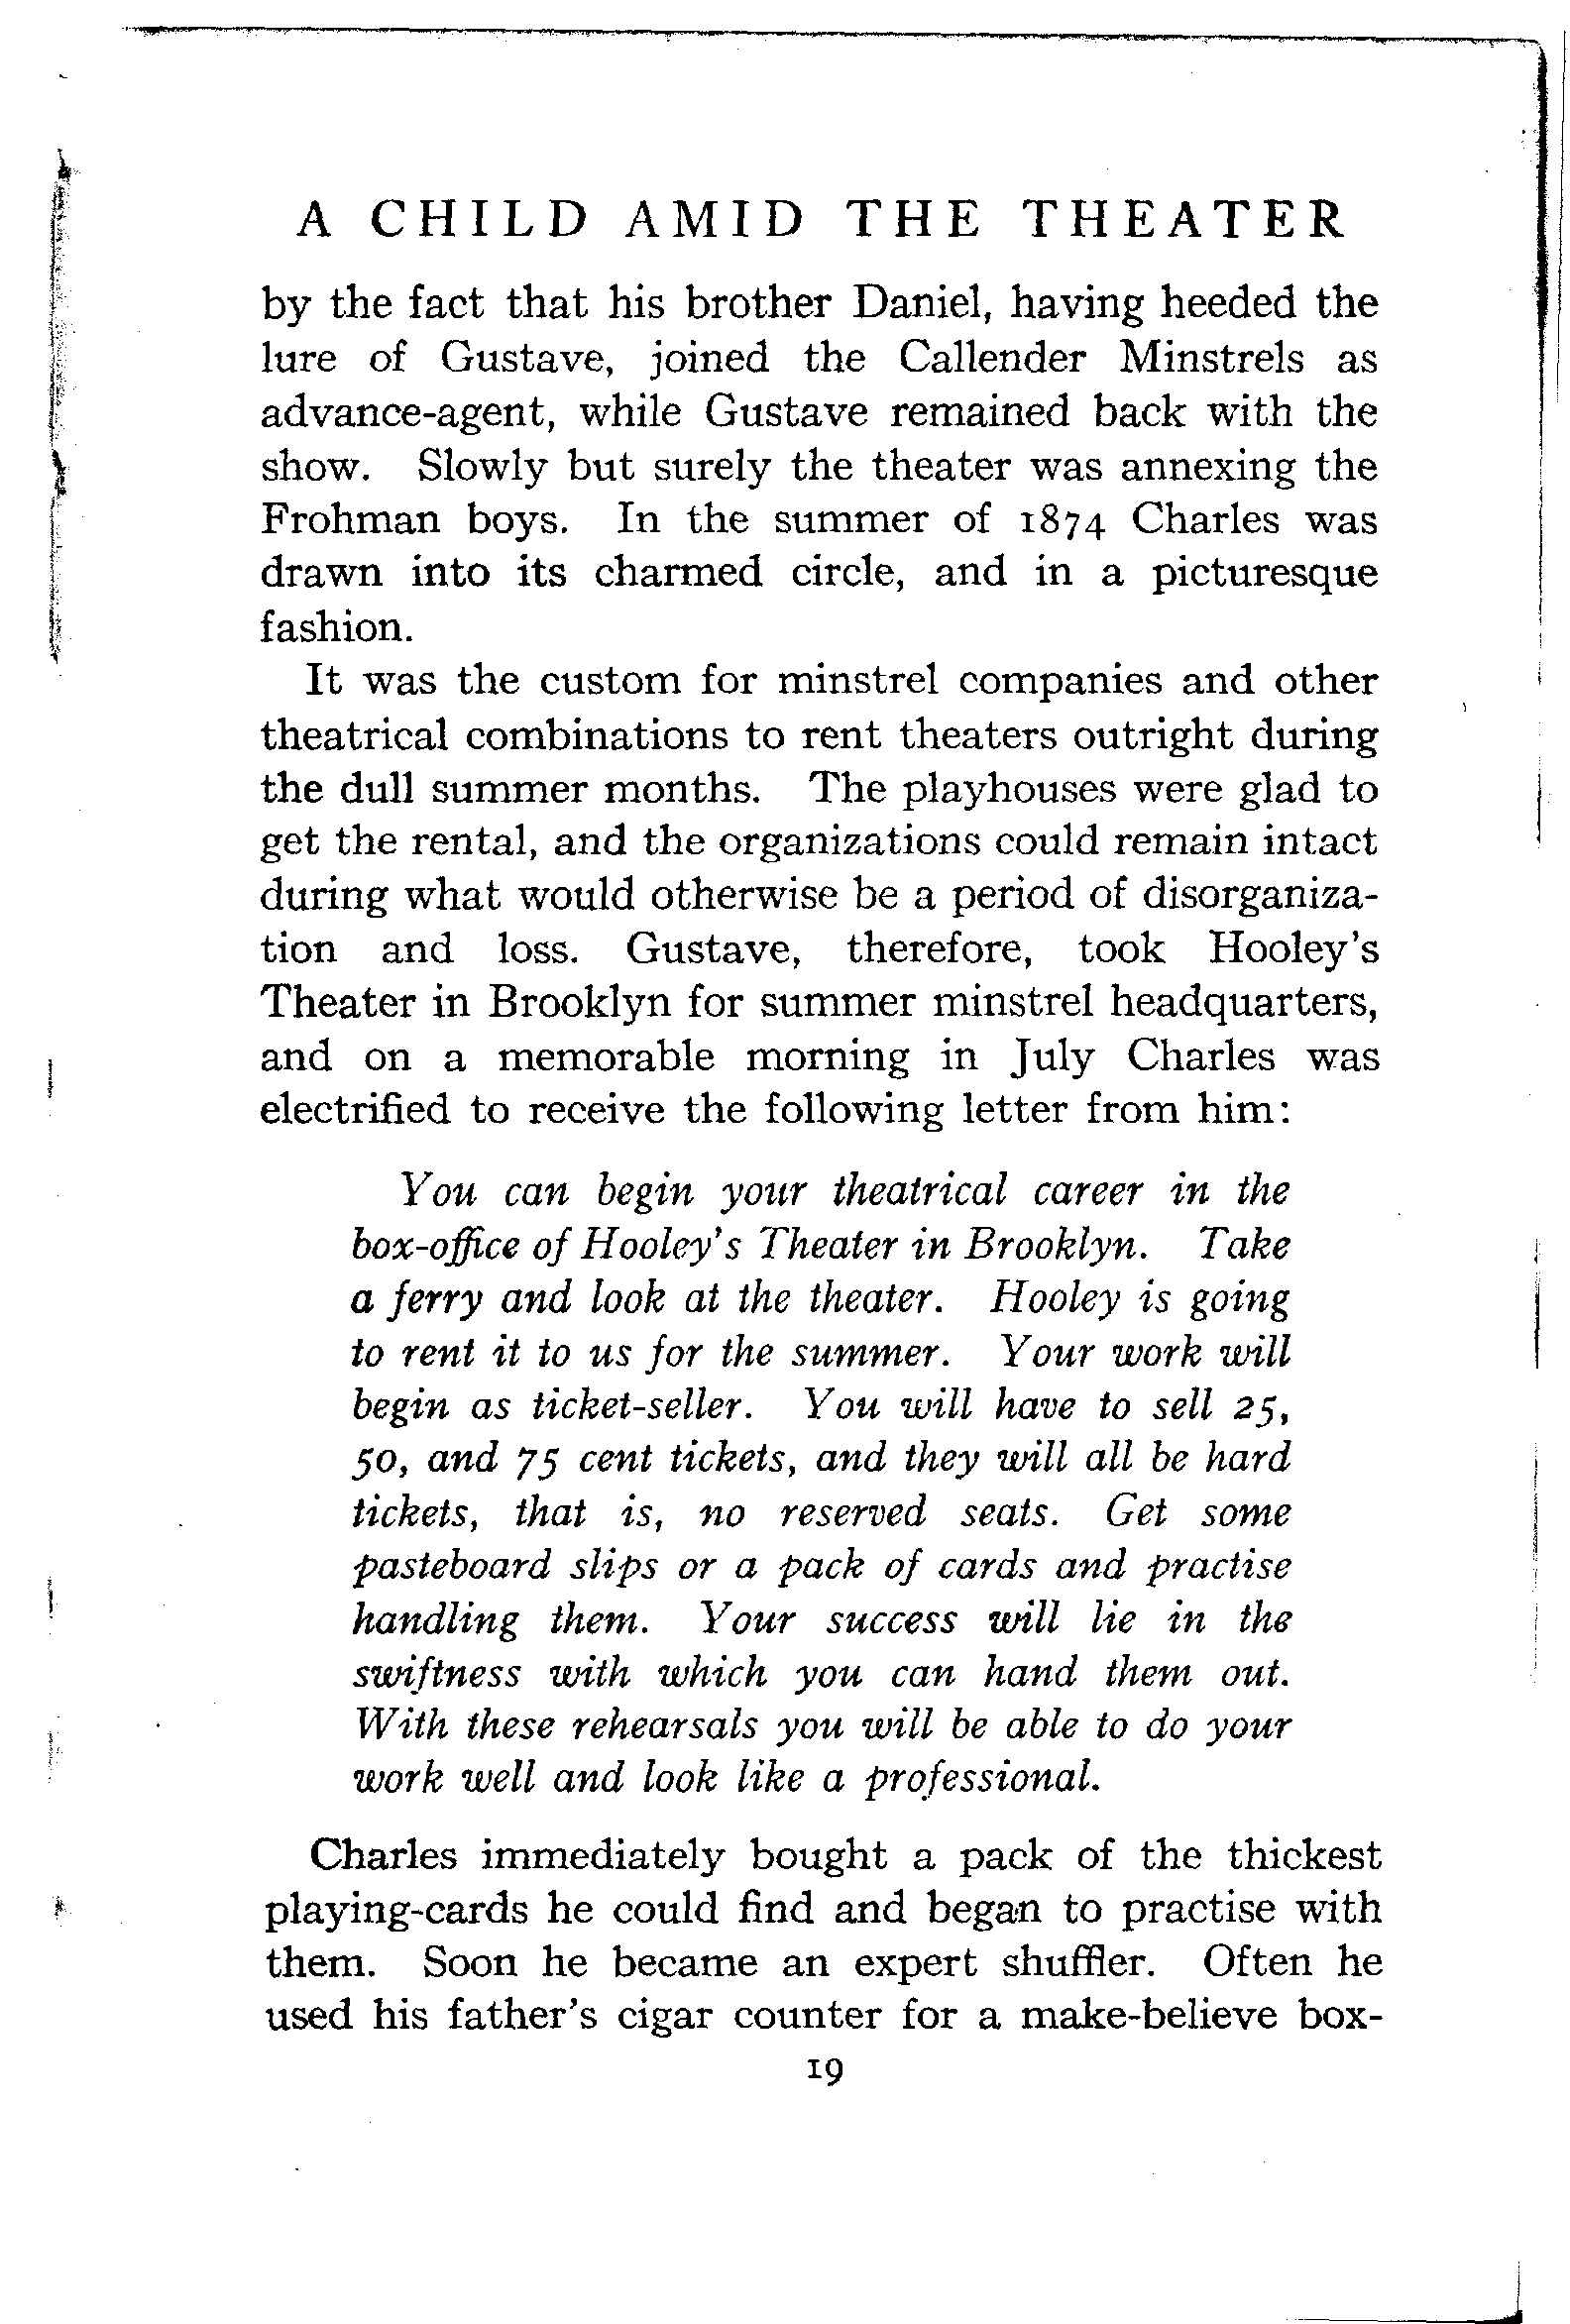 A CHILD AMID THE THEATER
by the fact that his brother Daniel, having heeded the
lure of Gustave, joined the Callender Minstrels as
advance-agent, while Gustave remained back with the
show. Slowly but surely the theater was annexing the
Frohman boys. In the summer of 1874 Charles was
drawn into its charmed circle, and in a picturesque
fashion.
It was the custom for minstrel companies and other
theatrical combinations to rent theaters outright during
the dull summer months. The playhouses were glad to
get the rental, and the organizations could remain intact
during what would otherwise be a period of disorganiza-
tion and loss. Gustave, therefore, took Hooley's
Theater in Brooklyn for summer minstrel headquarters,
and on a memorable morning in July Charles was
electrified to receive the following letter from him:
You can begin your theatrical career in the
box-office of Hooley's Theater in Brooklyn. Take
a ferry and look at the theater. Hooley is going
to rent it to us for the summer. Your work will
begin as ticket-seller. You will have to sell 25,
50, and 75 cent tickets, and they will all be hard
tickets, that is, no reserved seats. Get some
pasteboard slips or a pack of cards and practise
handling them. Your success will lie in the
swiftness with which you can hand them out.
With these rehearsals you will be able to do your
work well and look like a professional.
Charles immediately bought a pack of the thickest
playing-cards he could find and began to practise with
them. Soon he became an expert shuffler. Often he
used his father's cigar counter for a make-believe box-
19